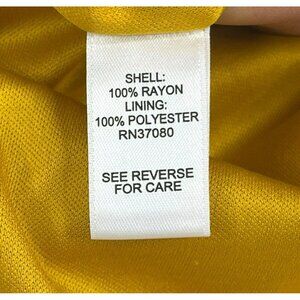 SHELL:
100% RAYON
LINING:
100% POLYESTER
RN37080
SEE REVERSE
FOR CARE